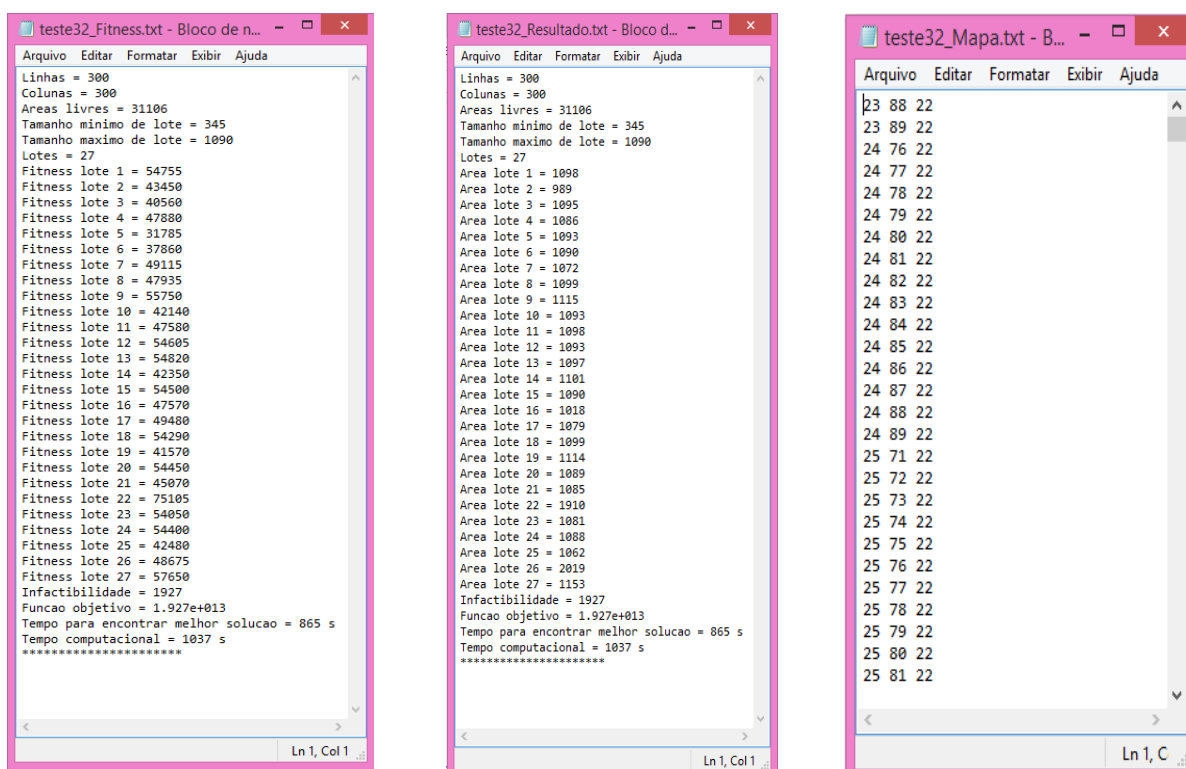 teste32_Fitness.txt - Bloco de n...
Arquivo Editar Formatar Exibir Ajuda
Linhas = 300
Colunas = 300
Areas livres = 31106
Tamanho minimo de lote = 345
Tamanho maximo de lote = 1090
Lotes = 27
Fitness lote 1 = 54755
Fitness lote 2 = 43450
Fitness lote 3 = 40560
Fitness lote 4 = 47880
Fitness lote 5 = 31785
Fitness lote 6 = 37860
Fitness lote 7 = 49115
Fitness lote 8 = 47935
Fitness lote 9 = 55750
Fitness lote 10 = 42140
Fitness lote 11 = 47580
Fitness lote 12 = 54605
Fitness lote 13 = 54820
Fitness lote 14 = 42350
Fitness lote 15 = 54500
Fitness lote 16 = 47570
Fitness lote 17 = 49480
Fitness lote 18 = 54290
Fitness lote 19 = 41570
Fitness lote 20 = 54450
Fitness lote 21 = 45070
Fitness lote 22 = 75105
Fitness lote 23 = 54050
Fitness lote 24 = 54400
Fitness lote 25 = 42480
Fitness lote 26 = 48675
Fitness lote 27 = 57650
Infactibilidade = 1927
Funcao objetivo = 1.927e+013
Tempo para encontrar melhor solucao = 865 s
Tempo computacional = 1037 s
**********************
Ln 1, Col 1
teste32_Resultado.txt - Bloco d...
Arquivo Editar Formatar Exibir Ajuda
Linhas = 300
Colunas = 300
Areas livres = 31106
Tamanho minimo de lote = 345
Tamanho maximo de lote = 1090
Lotes = 27
Area lote 1 = 1098
Area lote 2 = 989
Area lote 3 = 1095
Area lote 4 = 1086
Area lote 5 = 1093
Area lote 6 = 1090
Area lote 7 = 1072
Area lote 8 = 1099
Area lote 9 = 1115
Area lote 10 = 1093
Area lote 11 = 1098
Area lote 12 = 1093
Area lote 13 = 1097
Area lote 14 = 1101
Area lote 15 = 1090
Area lote 16 = 1018
Area lote 17 = 1079
Area lote 18 = 1099
Area lote 19 = 1114
Area lote 20 = 1089
Area lote 21 = 1085
Area lote 22 = 1910
Area lote 23 = 1081
Area lote 24 = 1088
Area lote 25 = 1062
Area lote 26 = 2019
Area lote 27 = 1153
Infactibilidade = 1927
Funcao objetivo = 1.927e+013
Tempo para encontrar melhor solucao = 865 s
Tempo computacional = 1037 s
**********************
Ln 1, Col 1
teste32_Mapa.txt - B...
Arquivo Editar Formatar Exibir Ajuda
23 88 22
23 89 22
24 76 22
24 77 22
24 78 22
24 79 22
24 80 22
24 81 22
24 82 22
24 83 22
24 84 22
24 85 22
24 86 22
24 87 22
24 88 22
24 89 22
25 71 22
25 72 22
25 73 22
25 74 22
25 75 22
25 76 22
25 77 22
25 78 22
25 79 22
25 80 22
25 81 22
Ln 1, C